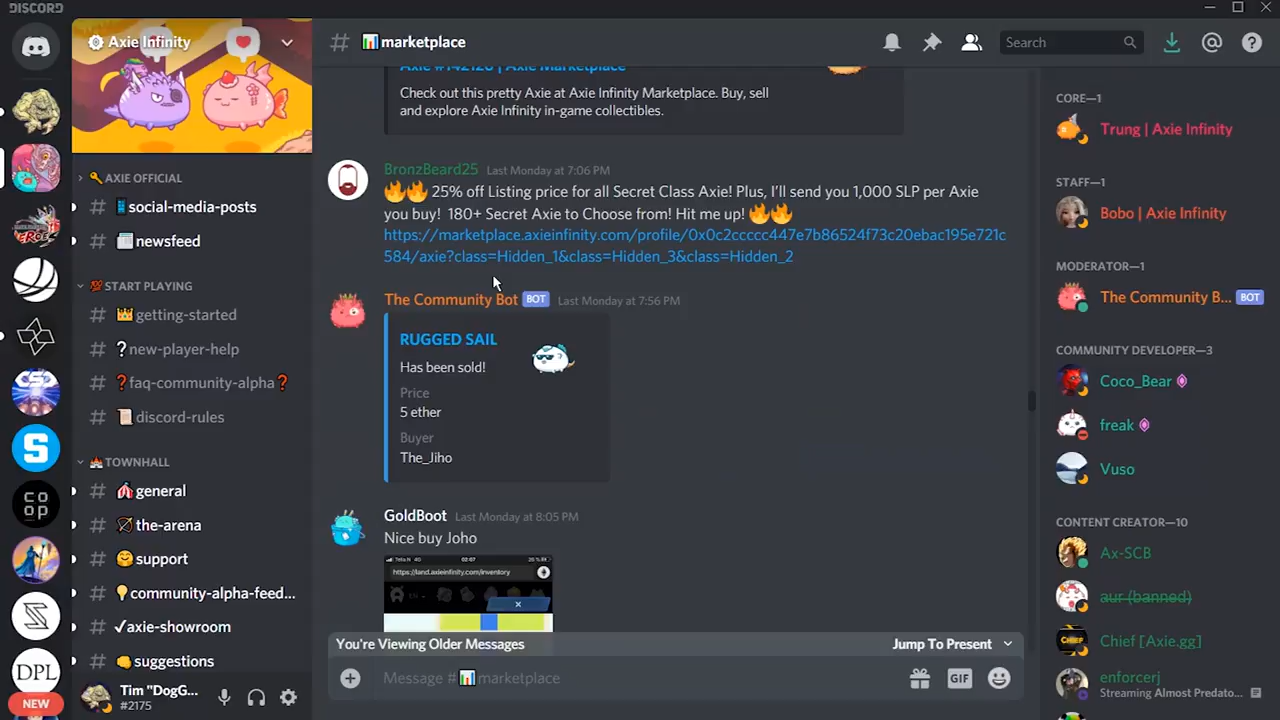 DISCORD
Axie Infinity
AXIE OFFICIAL
social-media-posts
newsfeed
START PLAYING
getting-started
new-player-help
faq-community-alpha
discord-rules
TOWNHALL
general
the-arena
support
community-alpha-feed...
axie-showroom
suggestions
S
CO
OP
DPL
NEW
Tim "DogG...
#2175
# marketplace
Search
Axie #142128 | Axie Marketplace
Check out this pretty Axie at Axie Infinity Marketplace. Buy, sell
and explore Axie Infinity in-game collectibles.
BronzBeard25 Last Monday at 7:06 PM
🔥🔥 25% off Listing price for all Secret Class Axie! Plus, I'll send you 1,000 SLP per Axie
you buy! 180+ Secret Axie to Choose from! Hit me up! 🔥🔥
https://marketplace.axieinfinity.com/profile/0x0c2ccccc447e7b86524f73c20ebac195e721c
584/axie?class=Hidden_1&class=Hidden_3&class=Hidden_2
The Community Bot BOT Last Monday at 7:56 PM
RUGGED SAIL
Has been sold!
Price
5 ether
Buyer
The_Jiho
GoldBoot Last Monday at 8:05 PM
Nice buy Joho
https://land.axieinfinity.com/inventory
You're Viewing Older Messages Jump To Present
Message # marketplace
GIF
CORE—1
Trung | Axie Infinity
STAFF—1
Bobo | Axie Infinity
MODERATOR—1
The Community B... BOT
COMMUNITY DEVELOPER—3
Coco_Bear
freak
Vuso
CONTENT CREATOR—10
Ax-SCB
aur (banned)
CHIEF
Chief [Axie.gg]
enforcerj
Streaming Almost Predato...